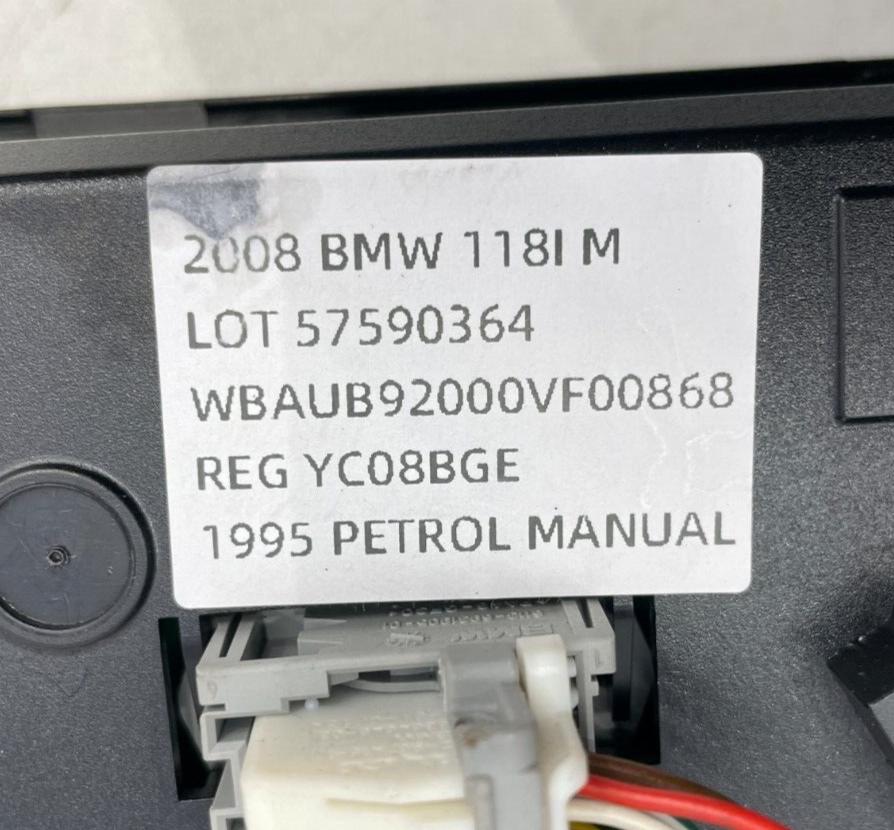 2008 BMW 118I M
LOT 57590364
WBAUB92000VF00868
REG YC08BGE
1995 PETROL MANUAL